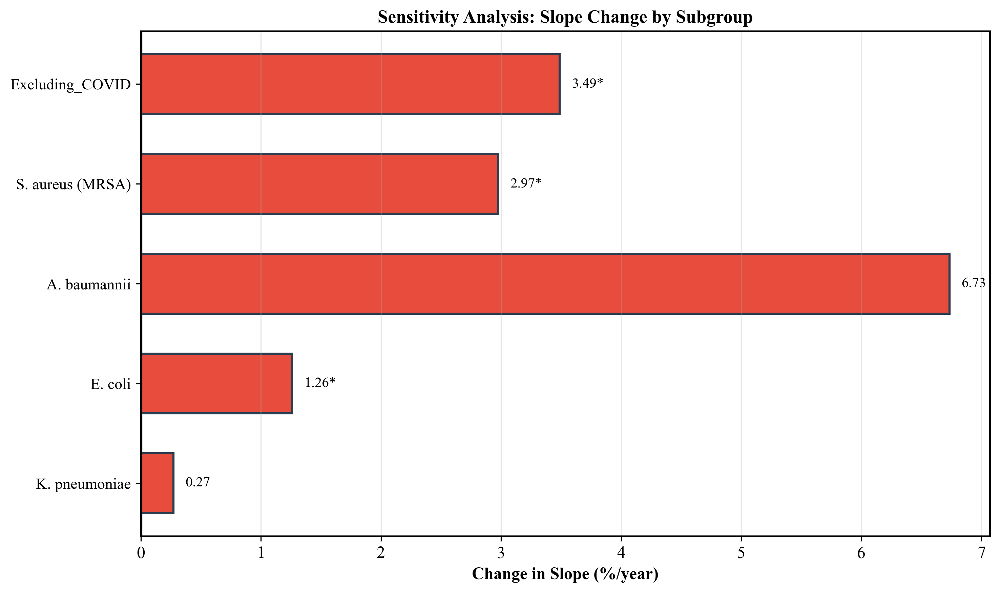 Sensitivity Analysis: Slope Change by Subgroup
Excluding_COVID
3.49*
S. aureus (MRSA)
2.97*
A. baumannii
6.73
E. coli
1.26*
K. pneumoniae
0.27
0 1 2 3 4 5 6 7
Change in Slope (%/year)